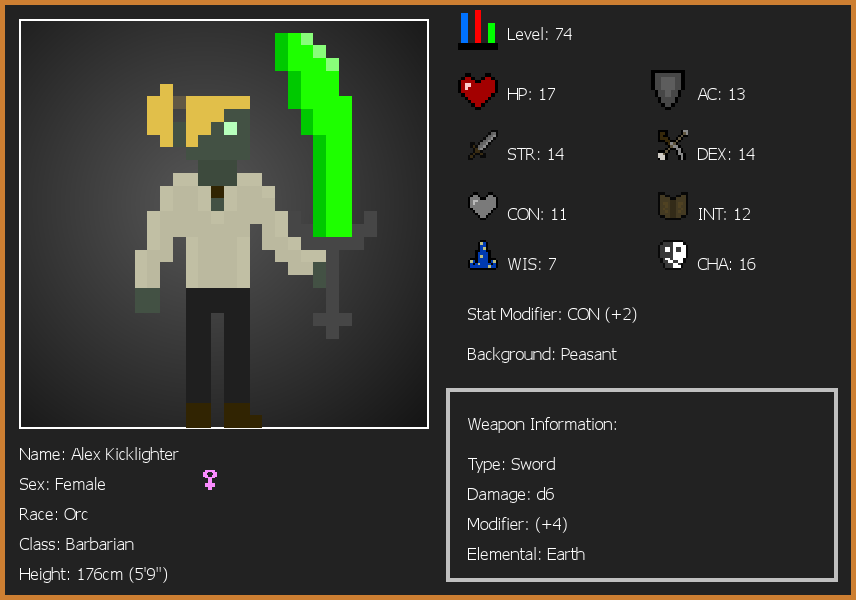 Level: 74
HP: 17
AC: 13
STR: 14
DEX: 14
CON: 11
INT: 12
WIS: 7
CHA: 16
Stat Modifier: CON (+2)
Background: Peasant
Weapon Information:
Type: Sword
Damage: d6
Modifier: (+4)
Elemental: Earth
Name: Alex Kicklighter
Sex: Female
Race: Orc
Class: Barbarian
Height: 176cm (5'9")